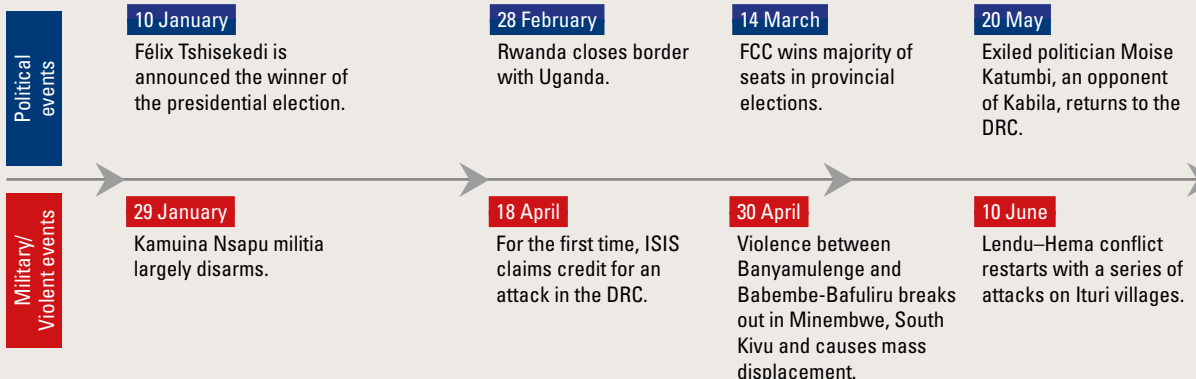 Political
events
10 January
Félix Tshisekedi is
announced the winner of
the presidential election.
28 February
Rwanda closes border
with Uganda.
14 March
FCC wins majority of
seats in provincial
elections.
20 May
Exiled politician Moise
Katumbi, an opponent
of Kabila, returns to the
DRC.
Military/
Violent events
29 January
Kamuina Nsapu militia
largely disarms.
18 April
For the first time, ISIS
claims credit for an
attack in the DRC.
30 April
Violence between
Banyamulenge and
Babembe-Bafuliru breaks
out in Minembwe, South
Kivu and causes mass
displacement.
10 June
Lendu–Hema conflict
restarts with a series of
attacks on Ituri villages.